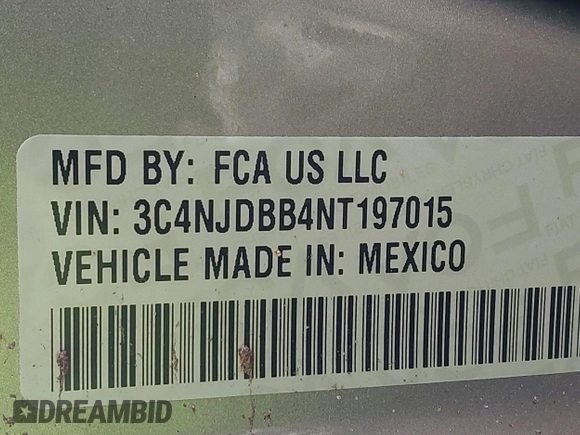 MFD BY: FCA US LLC
VIN: 3C4NJDBB4NT197015
VEHICLE MADE IN: MEXICO
DREAMBID